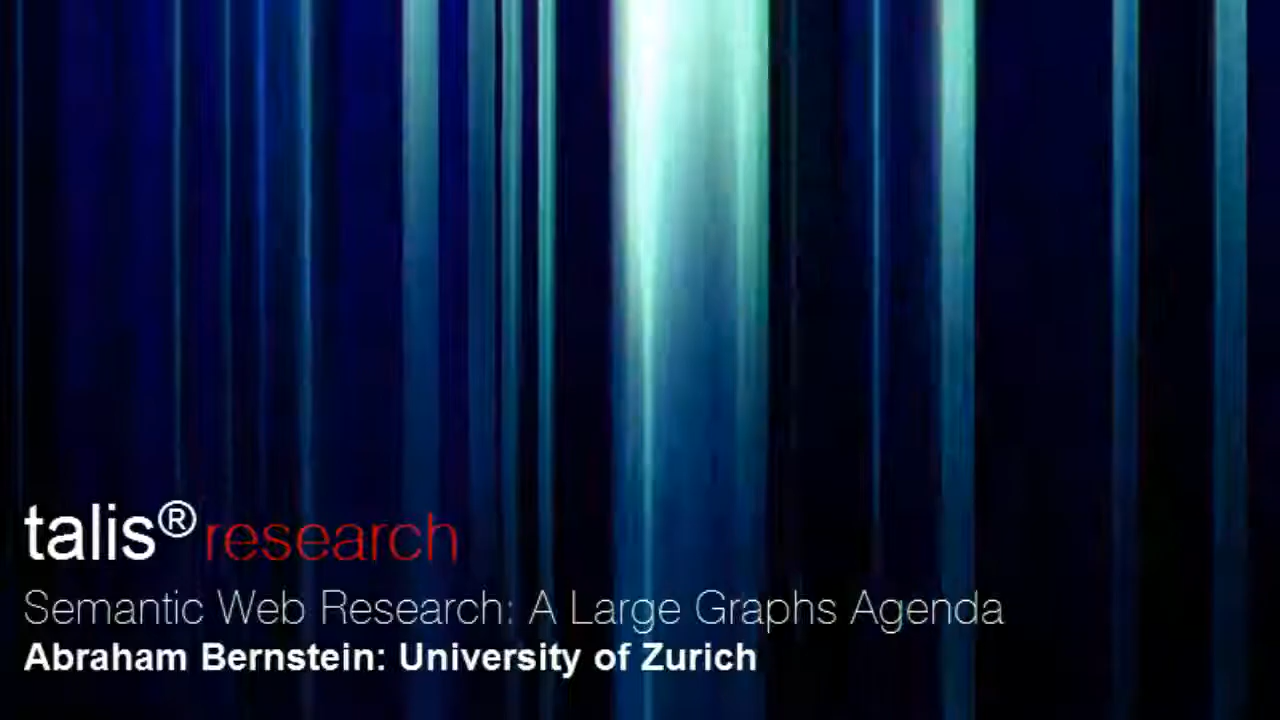 talis® research
Semantic Web Research: A Large Graphs Agenda
Abraham Bernstein: University of Zurich